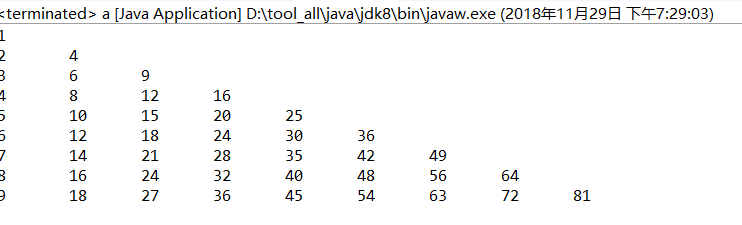 <terminated> a [Java Application] D:\tool_all\java\jdk8\bin\javaw.exe (2018年11月29日 下午7:29:03)
1
2 4
3 6 9
4 8 12 16
5 10 15 20 25
6 12 18 24 30 36
7 14 21 28 35 42 49
8 16 24 32 40 48 56 64
9 18 27 36 45 54 63 72 81